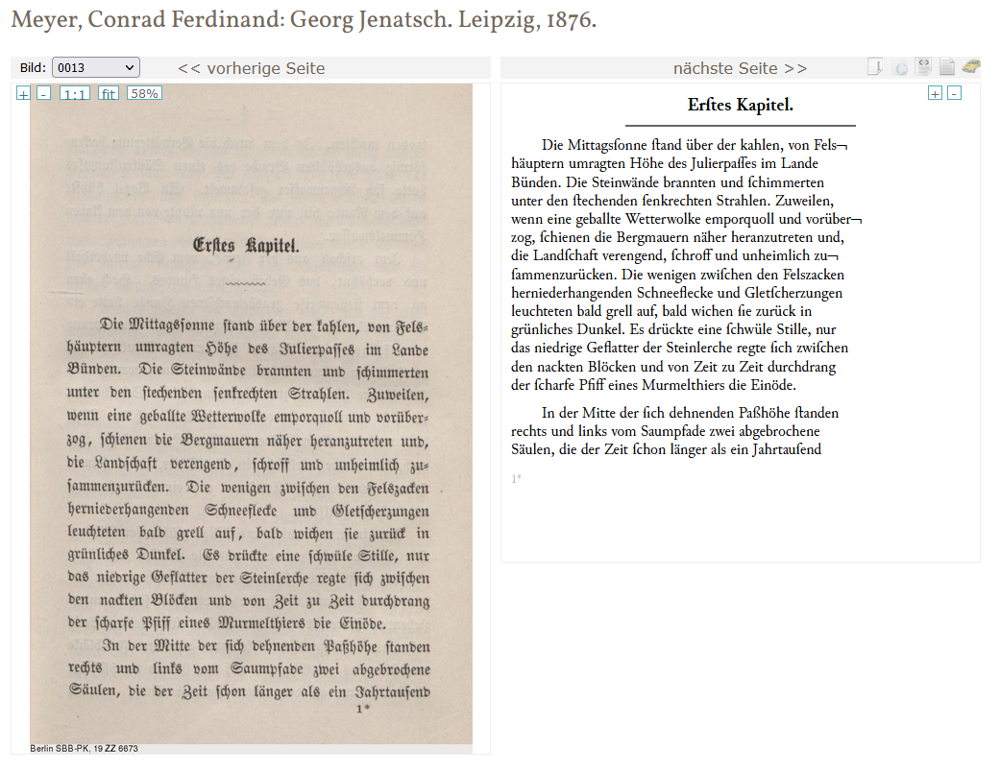 Meyer, Conrad Ferdinand: Georg Jenatsch. Leipzig, 1876.
Bild: 0013 << vorherige Seite
nächste Seite >>
+ - 1:1 fit 58%
Erſtes Kapitel.
Die Mittagsſonne ſtand über der kahlen, von Fels-
häuptern umragten Höhe des Julierpaſſes im Lande
Bünden. Die Steinwände brannten und ſchimmerten
unter den ſtechenden ſenkrechten Strahlen. Zuweilen,
wenn eine geballte Wetterwolke emporquoll und vorüber-
zog, ſchienen die Bergmauern näher heranzutreten und,
die Landſchaft verengend, ſchroff und unheimlich zu-
ſammenzurücken. Die wenigen zwiſchen den Felszacken
herniederhangenden Schneeflecke und Gletſcherzungen
leuchteten bald grell auf, bald wichen ſie zurück in
grünliches Dunkel. Es drückte eine ſchwüle Stille, nur
das niedrige Geflatter der Steinlerche regte ſich zwiſchen
den nackten Blöcken und von Zeit zu Zeit durchdrang
der ſcharfe Pfiff eines Murmelthiers die Einöde.
In der Mitte der ſich dehnenden Paßhöhe ſtanden
rechts und links vom Saumpfade zwei abgebrochene
Säulen, die der Zeit ſchon länger als ein Jahrtauſend
1*
Berlin SBB-PK, 19 ZZ 6673
+ -
Erſtes Kapitel.
Die Mittagsſonne ſtand über der kahlen, von Fels¬
häuptern umragten Höhe des Julierpaſſes im Lande
Bünden. Die Steinwände brannten und ſchimmerten
unter den ſtechenden ſenkrechten Strahlen. Zuweilen,
wenn eine geballte Wetterwolke emporquoll und vorüber¬
zog, ſchienen die Bergmauern näher heranzutreten und,
die Landſchaft verengend, ſchroff und unheimlich zu¬
ſammenzurücken. Die wenigen zwiſchen den Felszacken
herniederhangenden Schneeflecke und Gletſcherzungen
leuchteten bald grell auf, bald wichen ſie zurück in
grünliches Dunkel. Es drückte eine ſchwüle Stille, nur
das niedrige Geflatter der Steinlerche regte ſich zwiſchen
den nackten Blöcken und von Zeit zu Zeit durchdrang
der ſcharfe Pfiff eines Murmelthiers die Einöde.
In der Mitte der ſich dehnenden Paßhöhe ſtanden
rechts und links vom Saumpfade zwei abgebrochene
Säulen, die der Zeit ſchon länger als ein Jahrtauſend
1*